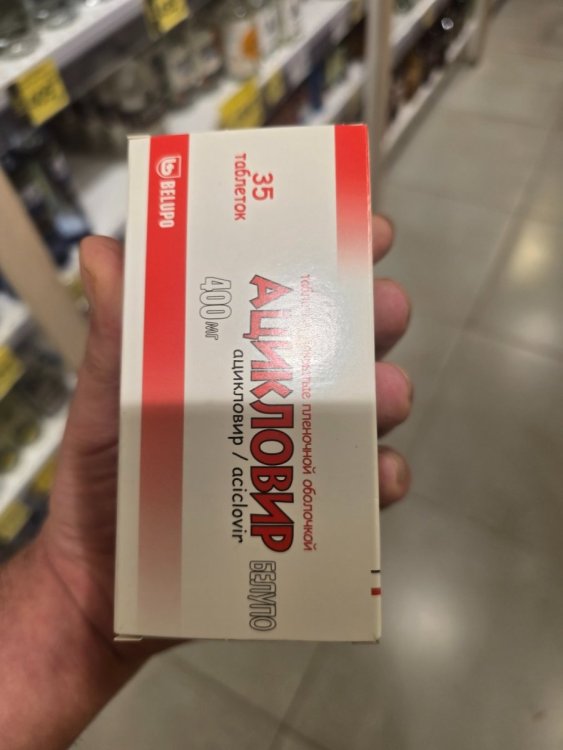 BELUPO
35
таблеток
пленочной оболочкой
АЦИКЛОВИР БЕЛУПО
400 мг
ацикловир / aciclovir